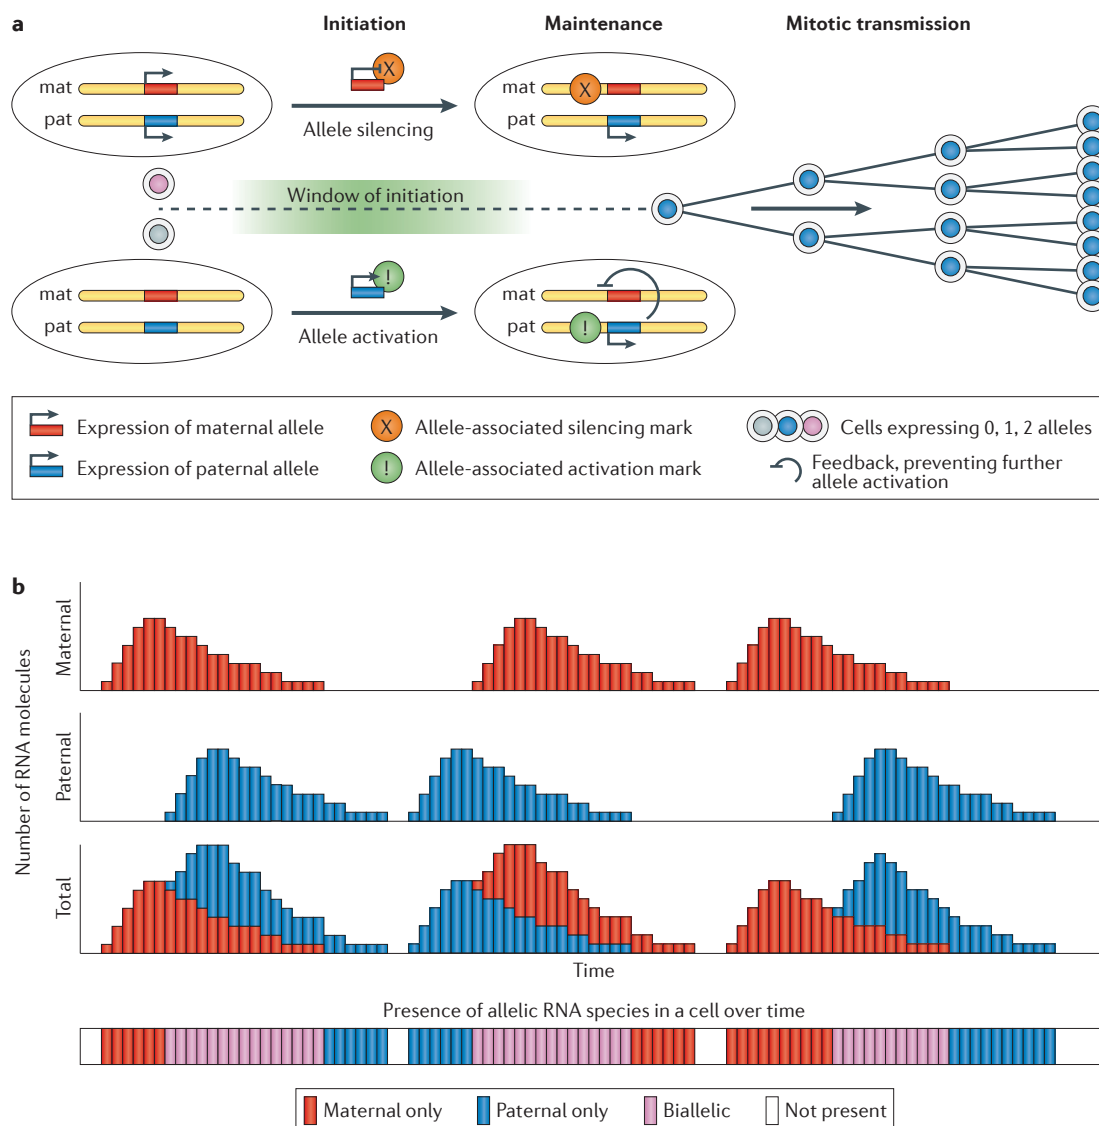 a
Initiation
Maintenance
Mitotic transmission
mat
pat
X
Allele silencing
mat
pat
X
Window of initiation
mat
pat
!
Allele activation
mat
pat
!
Expression of maternal allele
Expression of paternal allele
X
Allele-associated silencing mark
!
Allele-associated activation mark
Cells expressing 0, 1, 2 alleles
Feedback, preventing further
allele activation
b
Number of RNA molecules
Maternal
Paternal
Total
Time
Presence of allelic RNA species in a cell over time
Maternal only
Paternal only
Biallelic
Not present